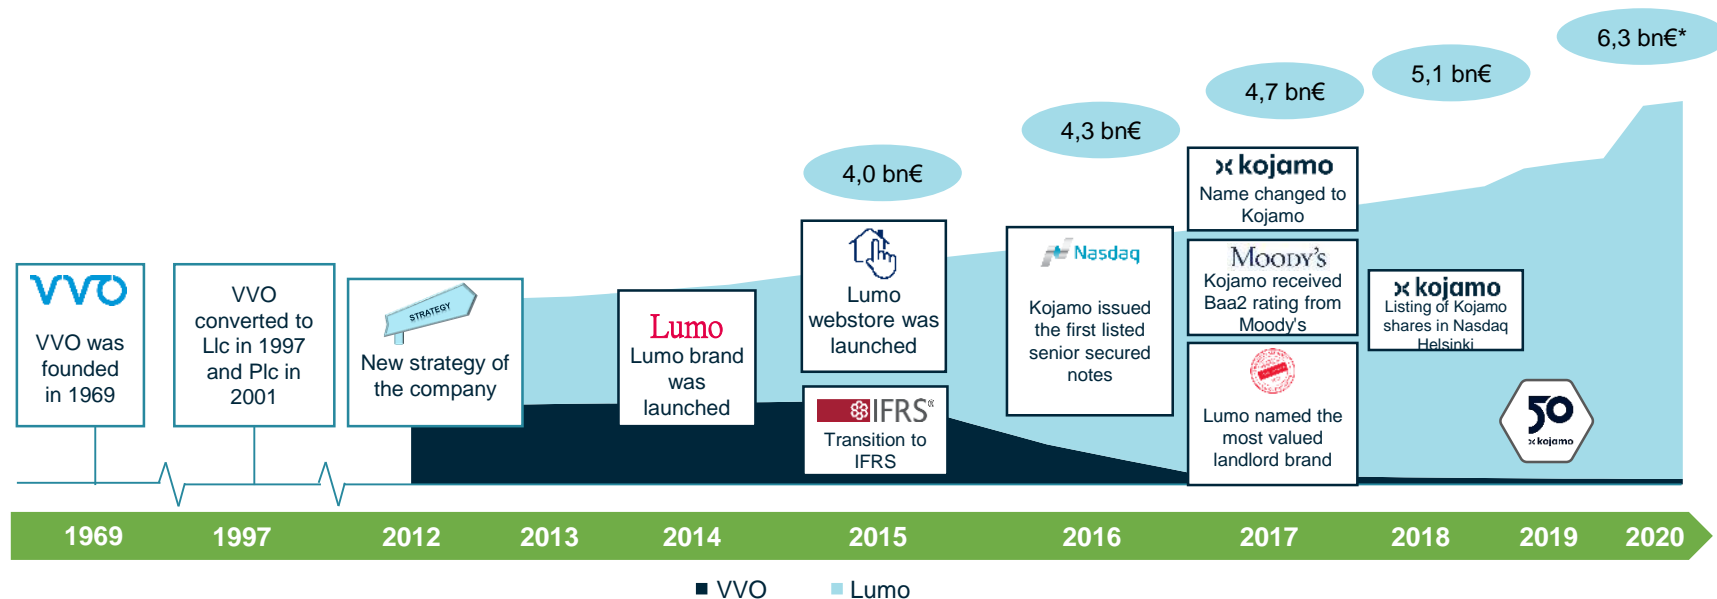 6,3 bn€*
5,1 bn€
4,7 bn€
4,3 bn€
4,0 bn€
VVO
VVO was
founded
in 1969
VVO
converted to
Llc in 1997
and Plc in
2001
STRATEGY
New strategy of
the company
Lumo
Lumo brand
was
launched
Lumo
webstore was
launched
IFRS®
Transition to
IFRS
Nasdaq
Kojamo issued
the first listed
senior secured
notes
kojamo
Name changed to
Kojamo
MOODY'S
Kojamo received
Baa2 rating from
Moody's
Lumo named the
most valued
landlord brand
kojamo
Listing of Kojamo
shares in Nasdaq
Helsinki
50
kojamo
1969
1997
2012
2013
2014
2015
2016
2017
2018
2019
2020
VVO
Lumo